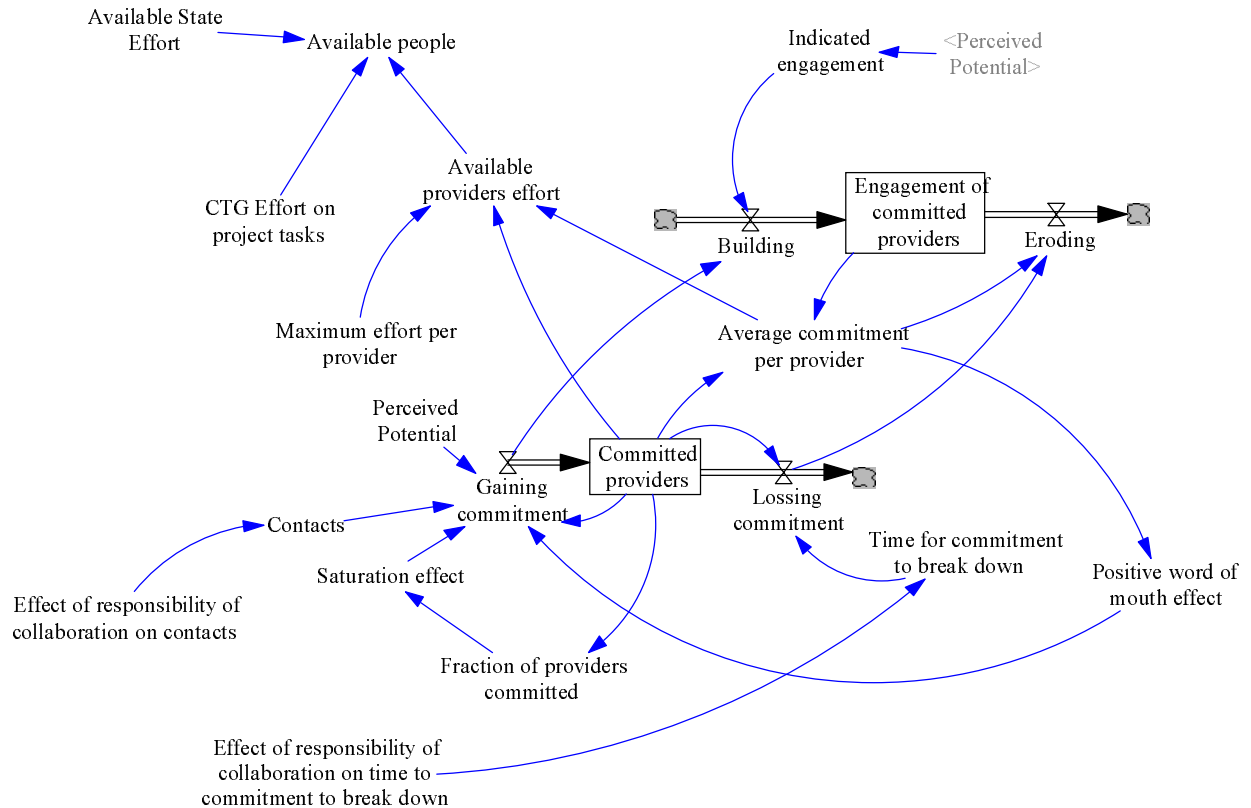 Available State
Effort
Available people
Indicated
engagement
<Perceived
Potential>
Available
providers effort
CTG Effort on
project tasks
Engagement of
committed
providers
Building
Eroding
Maximum effort per
provider
Average commitment
per provider
Perceived
Potential
Committed
providers
Gaining
commitment
Lossing
commitment
Contacts
Time for commitment
to break down
Saturation effect
Positive word of
mouth effect
Effect of responsibility of
collaboration on contacts
Fraction of providers
committed
Effect of responsibility of
collaboration on time to
commitment to break down